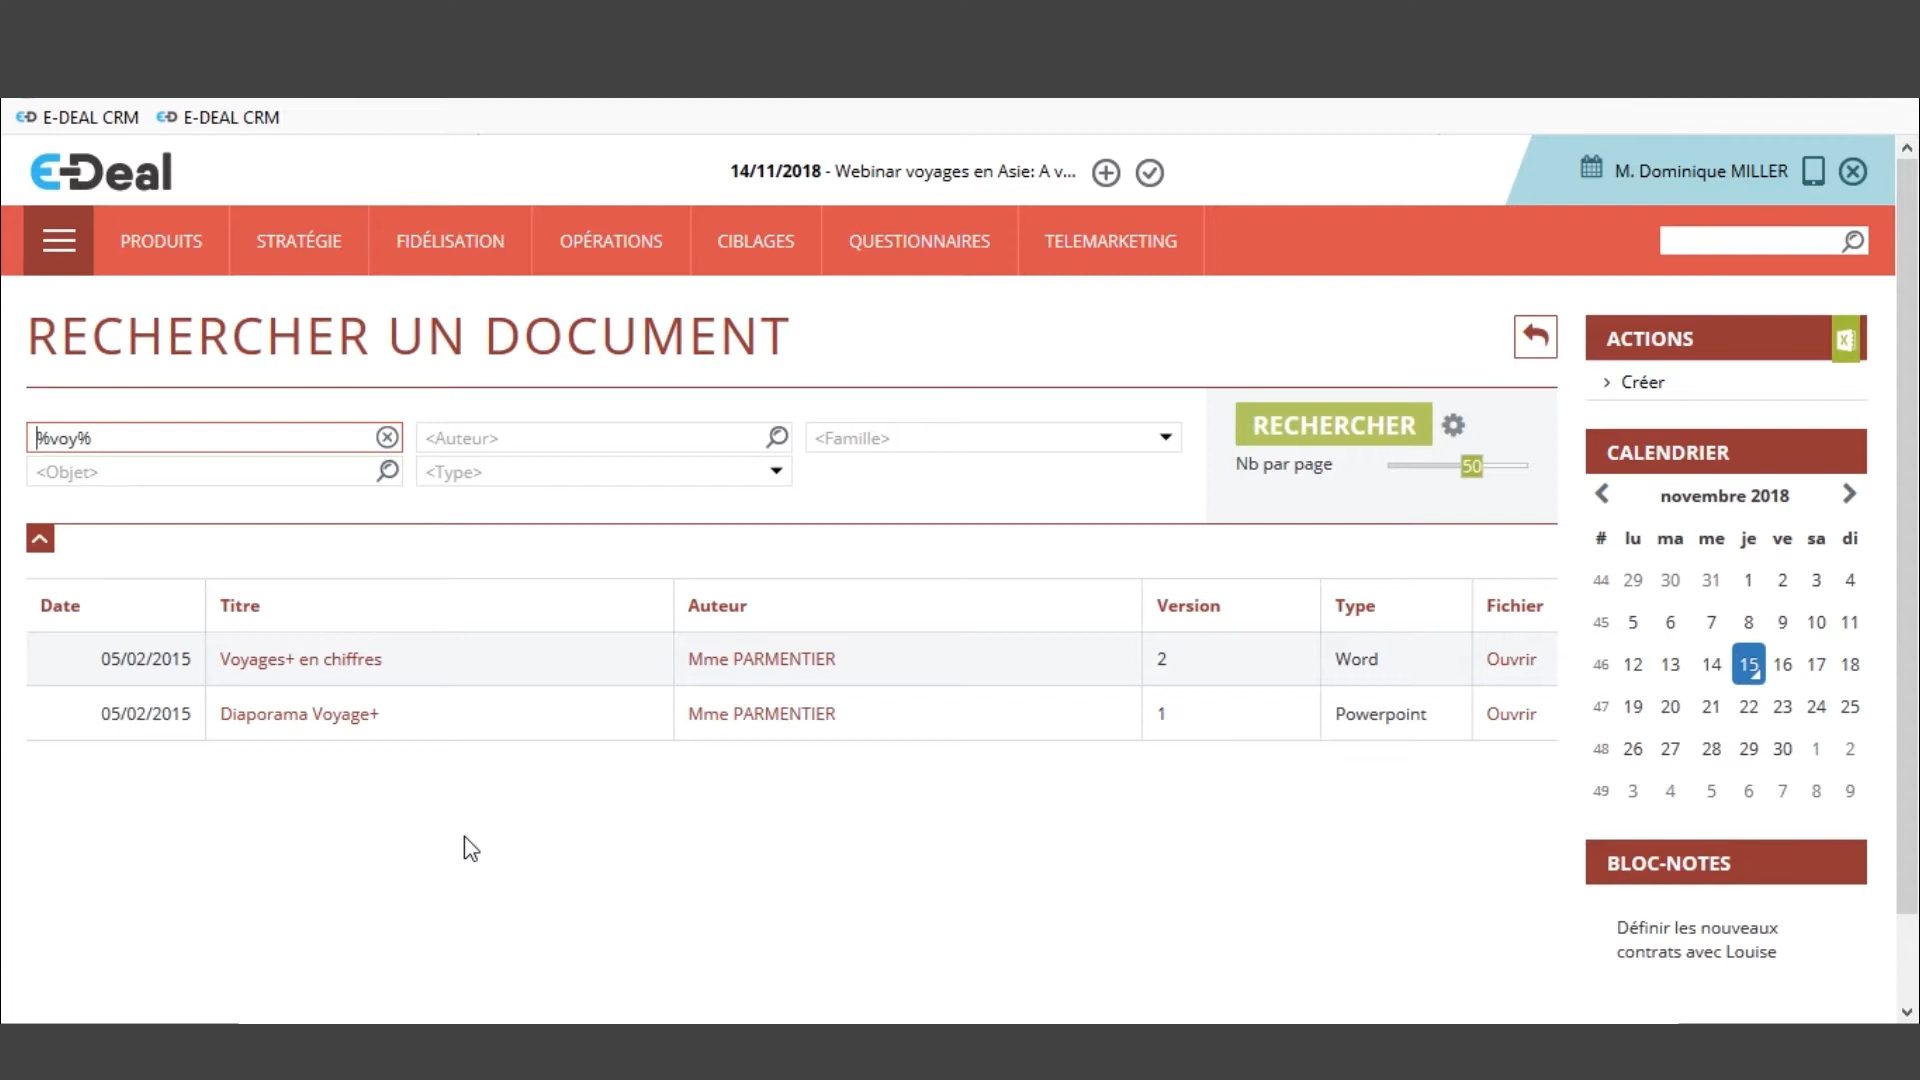 E-DEAL CRM E-DEAL CRM
E-Deal
14/11/2018 - Webinar voyages en Asie: A v...
M. Dominique MILLER
PRODUITS STRATÉGIE FIDÉLISATION OPÉRATIONS CIBLAGES QUESTIONNAIRES TELEMARKETING
RECHERCHER UN DOCUMENT
%voy% <Auteur> <Famille>
<Objet> <Type>
RECHERCHER
Nb par page 50
Date Titre Auteur Version Type Fichier
05/02/2015 Voyages+ en chiffres Mme PARMENTIER 2 Word Ouvrir
05/02/2015 Diaporama Voyage+ Mme PARMENTIER 1 Powerpoint Ouvrir
ACTIONS
Créer
CALENDRIER
novembre 2018
# lu ma me je ve sa di
44 29 30 31 1 2 3 4
45 5 6 7 8 9 10 11
46 12 13 14 15 16 17 18
47 19 20 21 22 23 24 25
48 26 27 28 29 30 1 2
49 3 4 5 6 7 8 9
BLOC-NOTES
Définir les nouveaux
contrats avec Louise